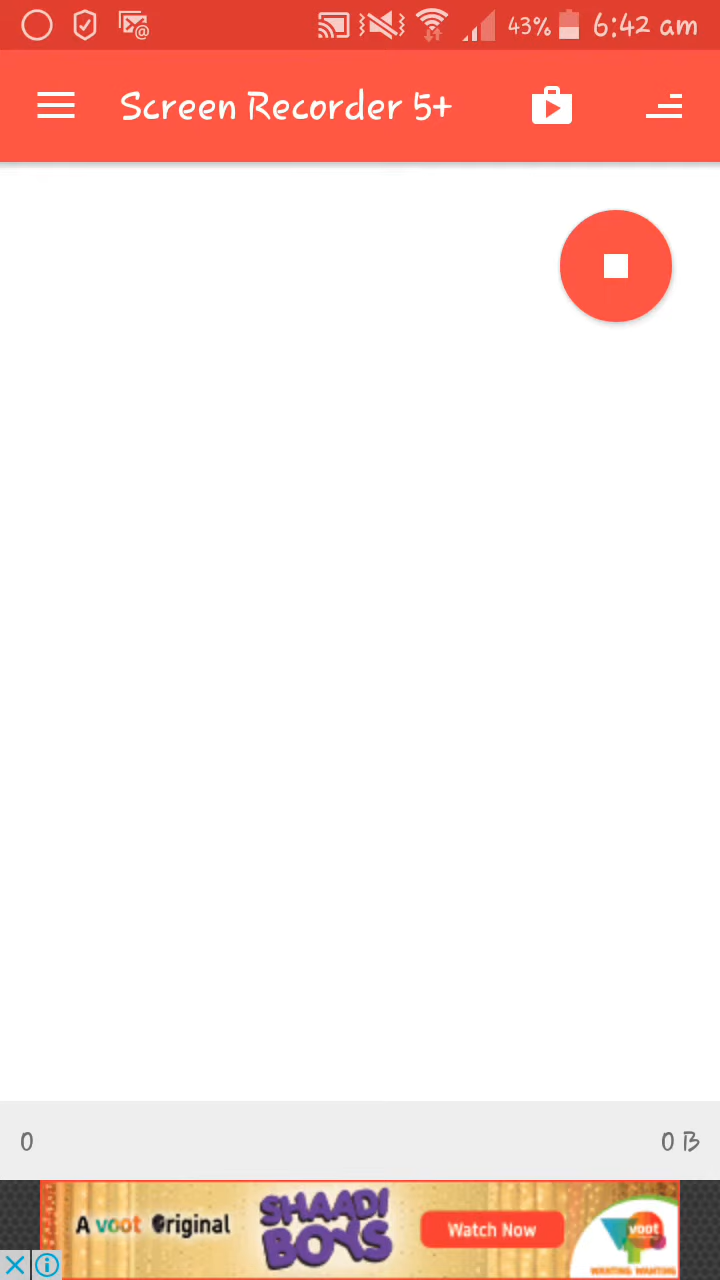 43% 6:42 am
Screen Recorder 5+
0 0 B
A voot Original SHAADI BOYS Watch Now voot